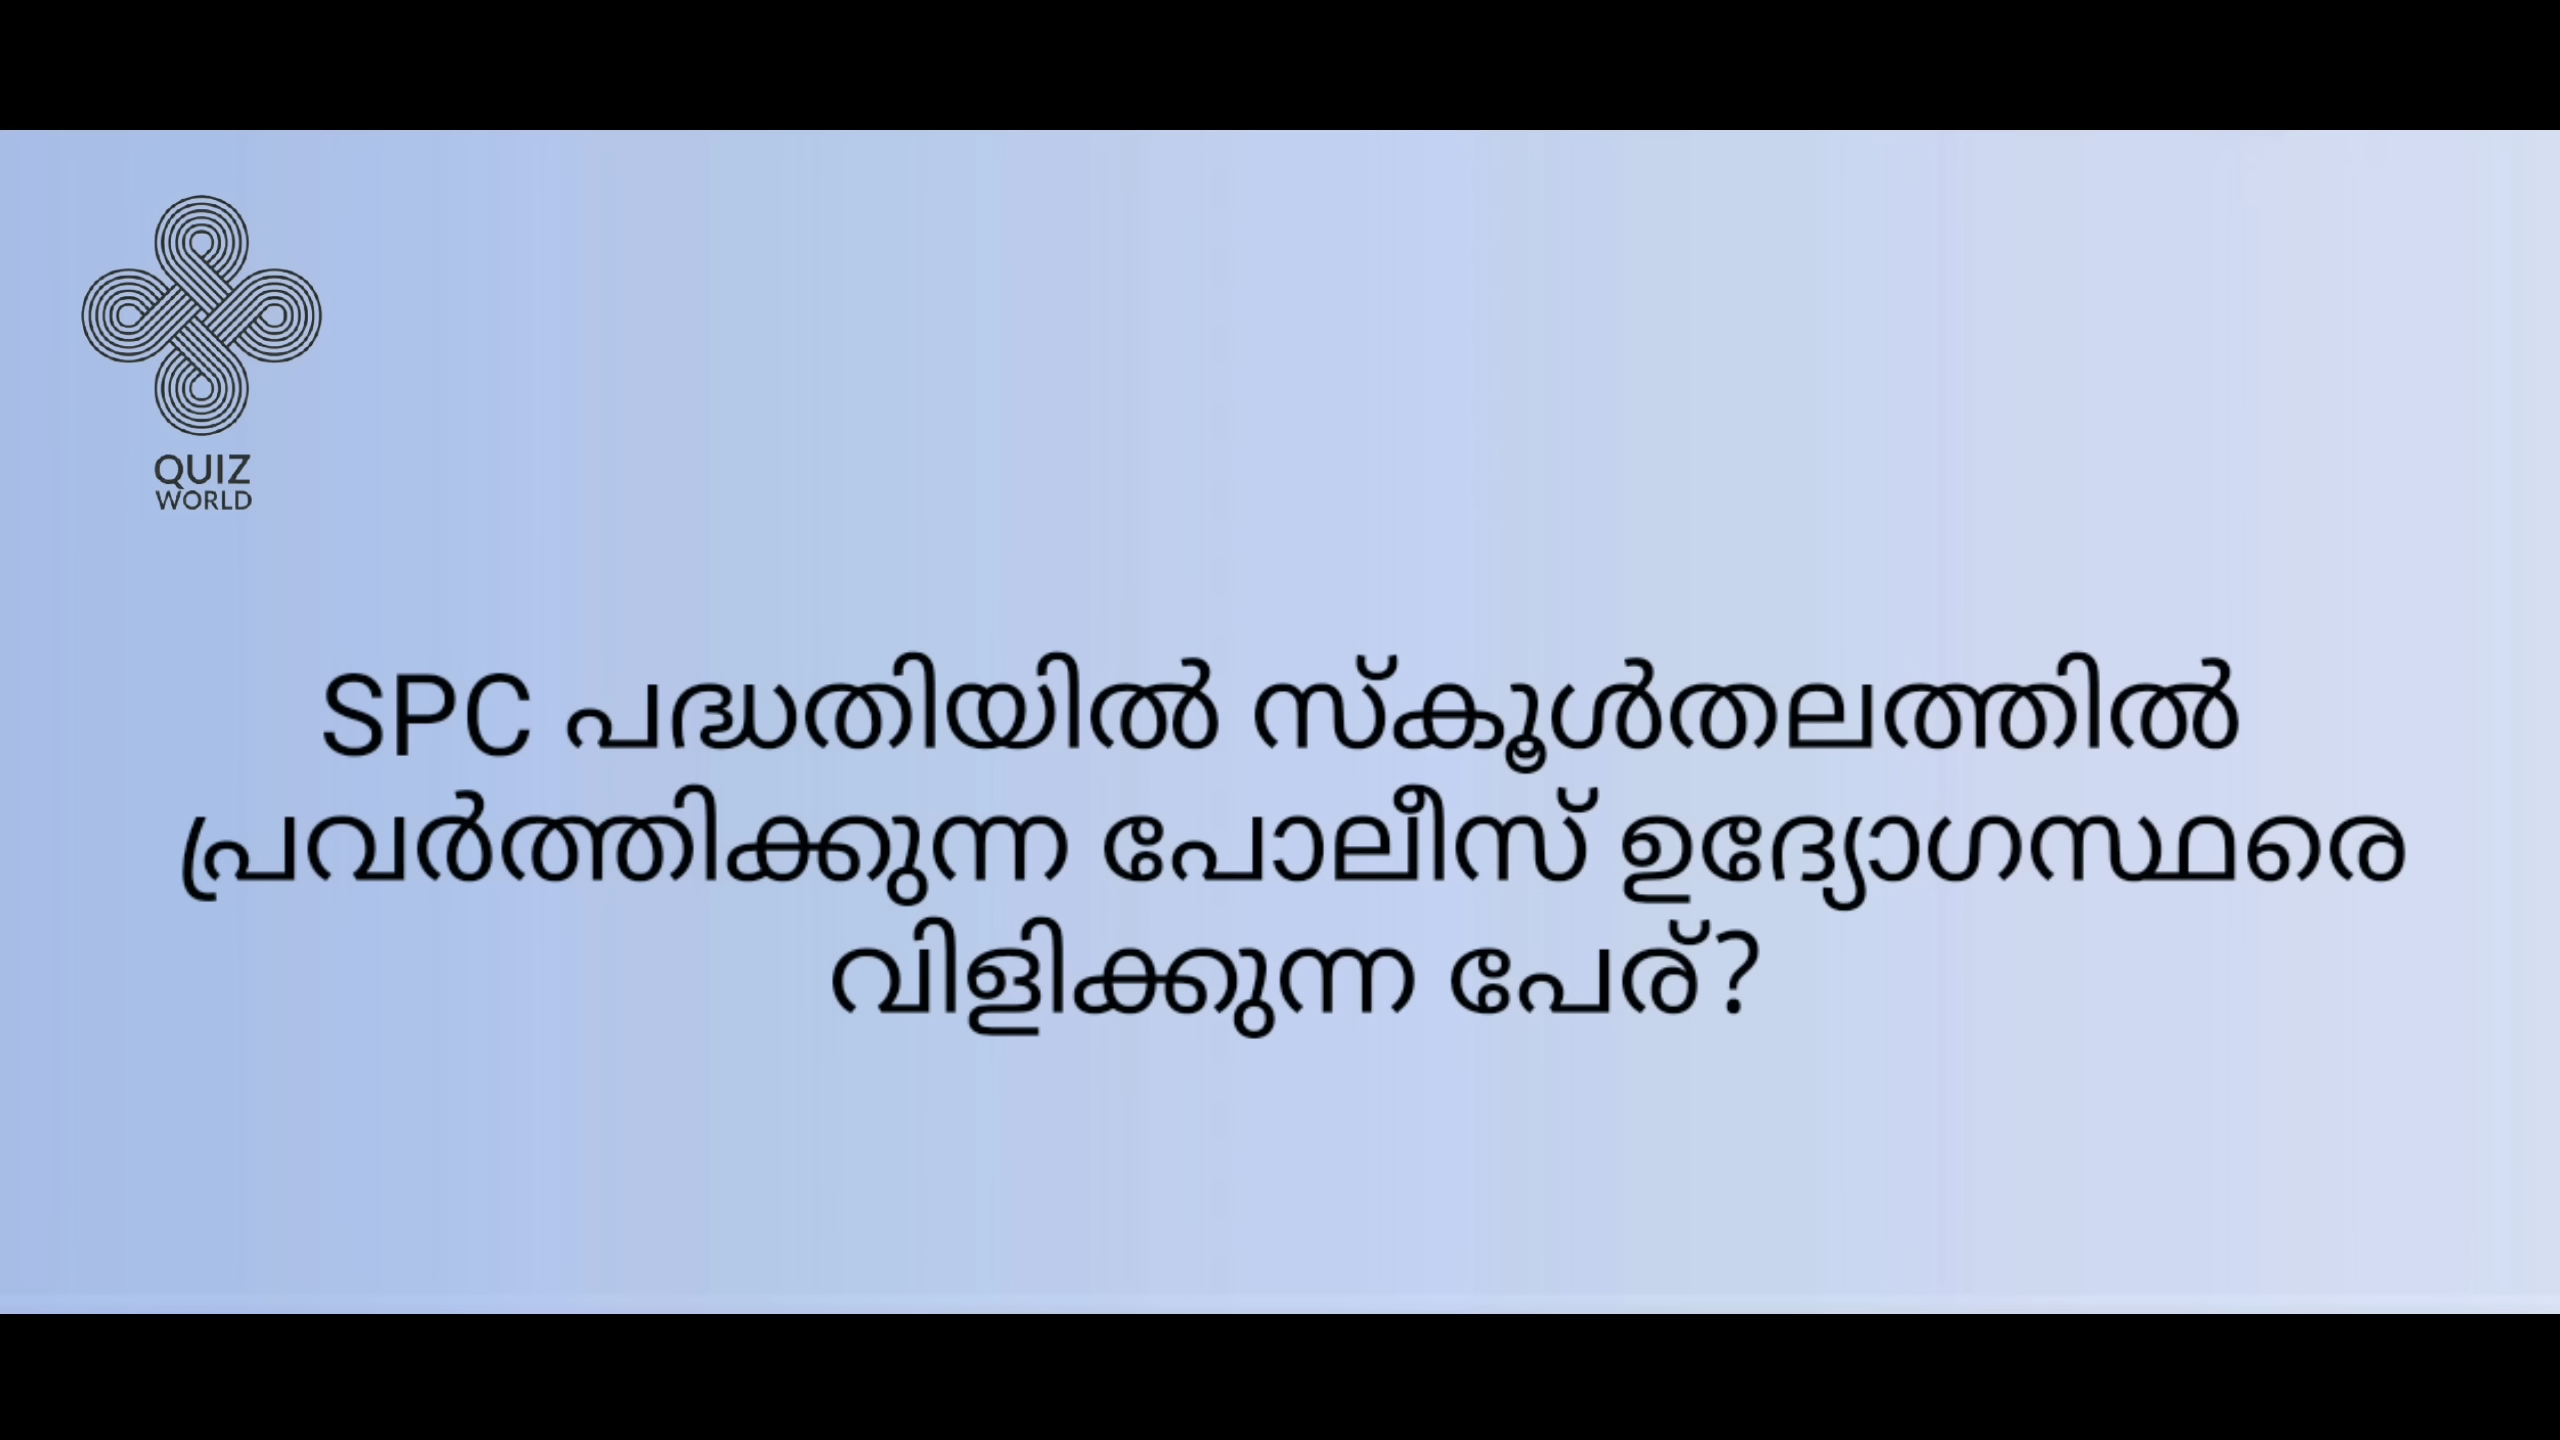 QUIZ
WORLD
SPC പദ്ധതിയിൽ സ്കൂൾതലത്തിൽ
പ്രവർത്തിക്കുന്ന പോലീസ് ഉദ്യോഗസ്ഥരെ
വിളിക്കുന്ന പേര്?